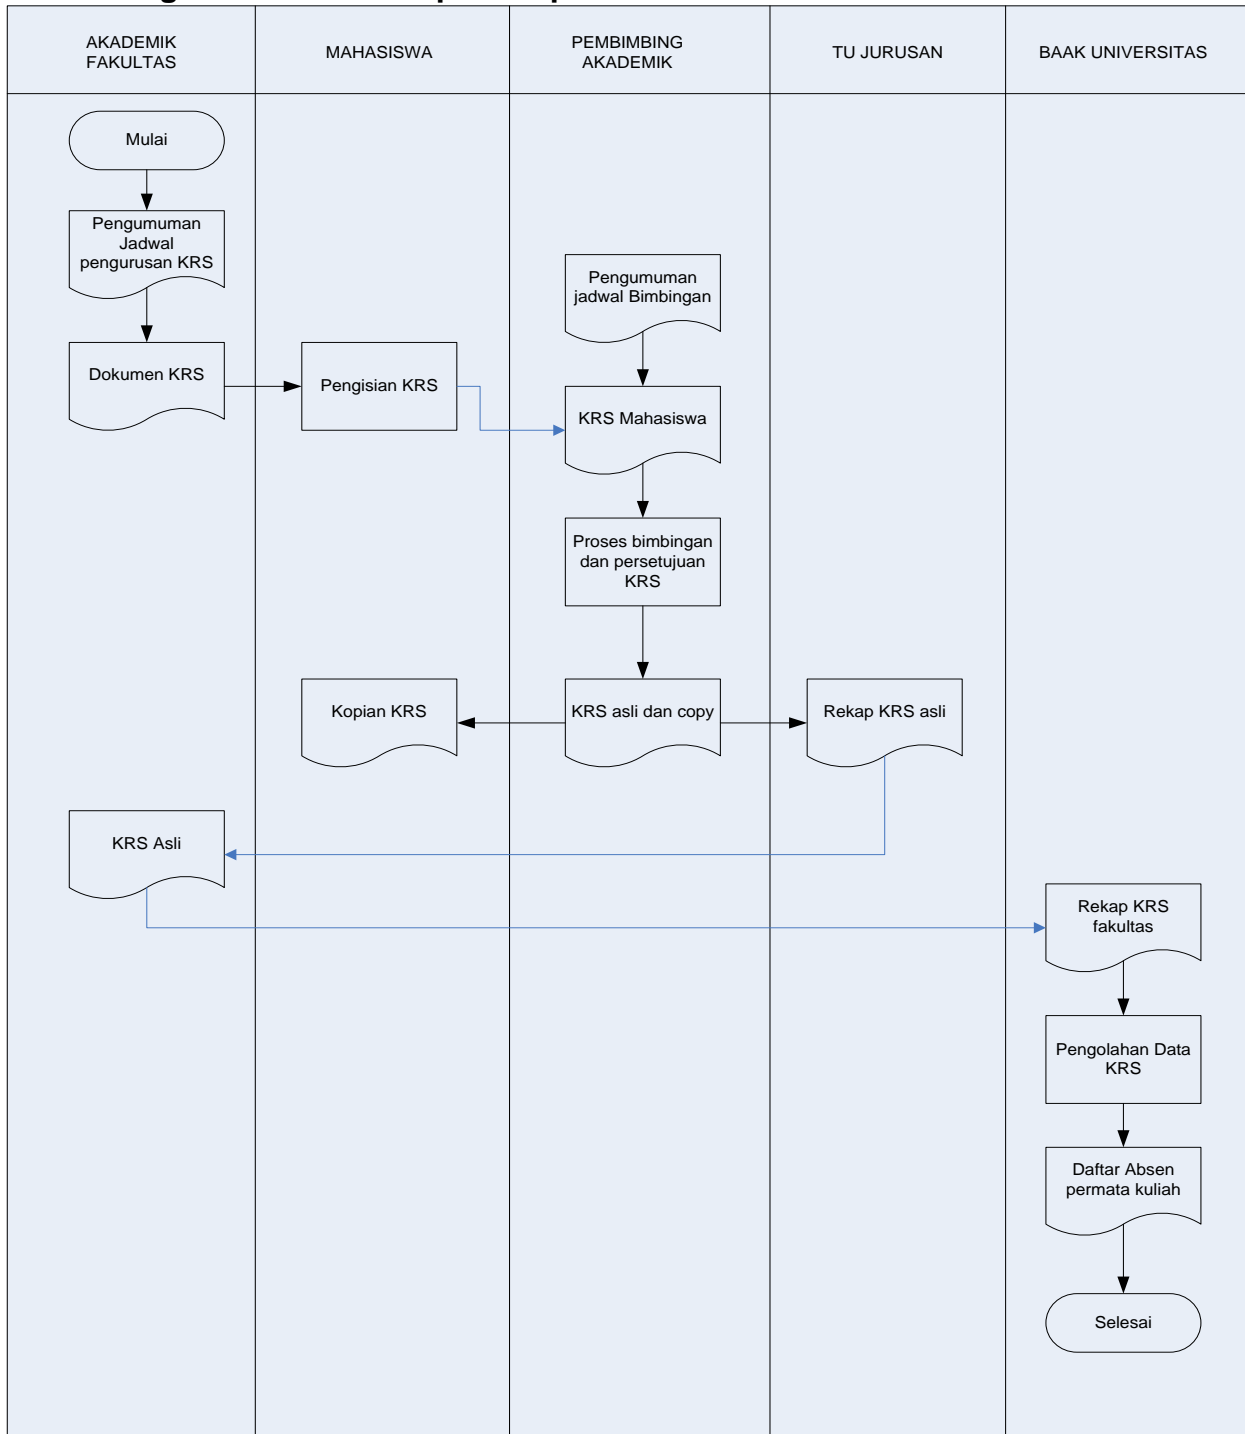 AKADEMIK
FAKULTAS
MAHASISWA
PEMBIMBING
AKADEMIK
TU JURUSAN
BAAK UNIVERSITAS
Mulai
Pengumuman
Jadwal
pengurusan KRS
Pengumuman
jadwal Bimbingan
Dokumen KRS
Pengisian KRS
KRS Mahasiswa
Proses bimbingan
dan persetujuan
KRS
Kopian KRS
KRS asli dan copy
Rekap KRS asli
KRS Asli
Rekap KRS
fakultas
Pengolahan Data
KRS
Daftar Absen
permata kuliah
Selesai